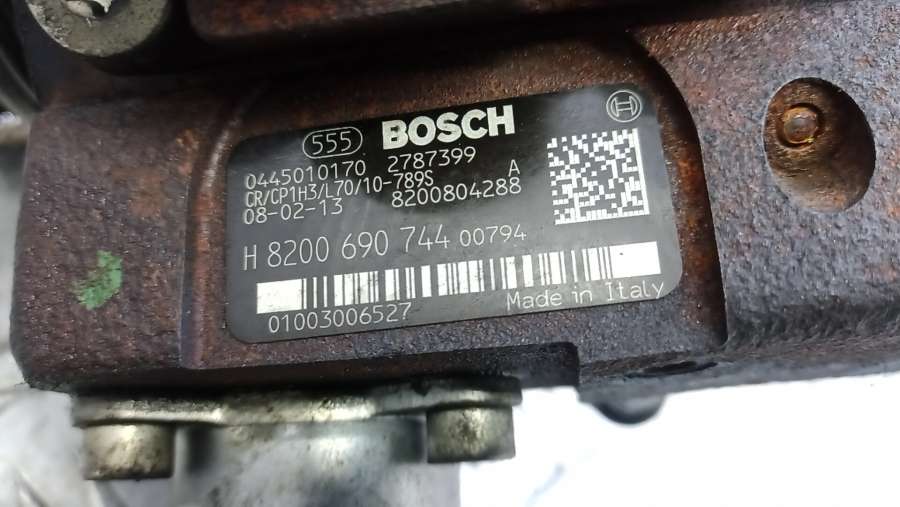 555 BOSCH
0445010170 2787399
CR/CP1H3/L70/10-789S A
08-02-13 8200804288
H 8200 690 744 00794
01003006527 Made in Italy